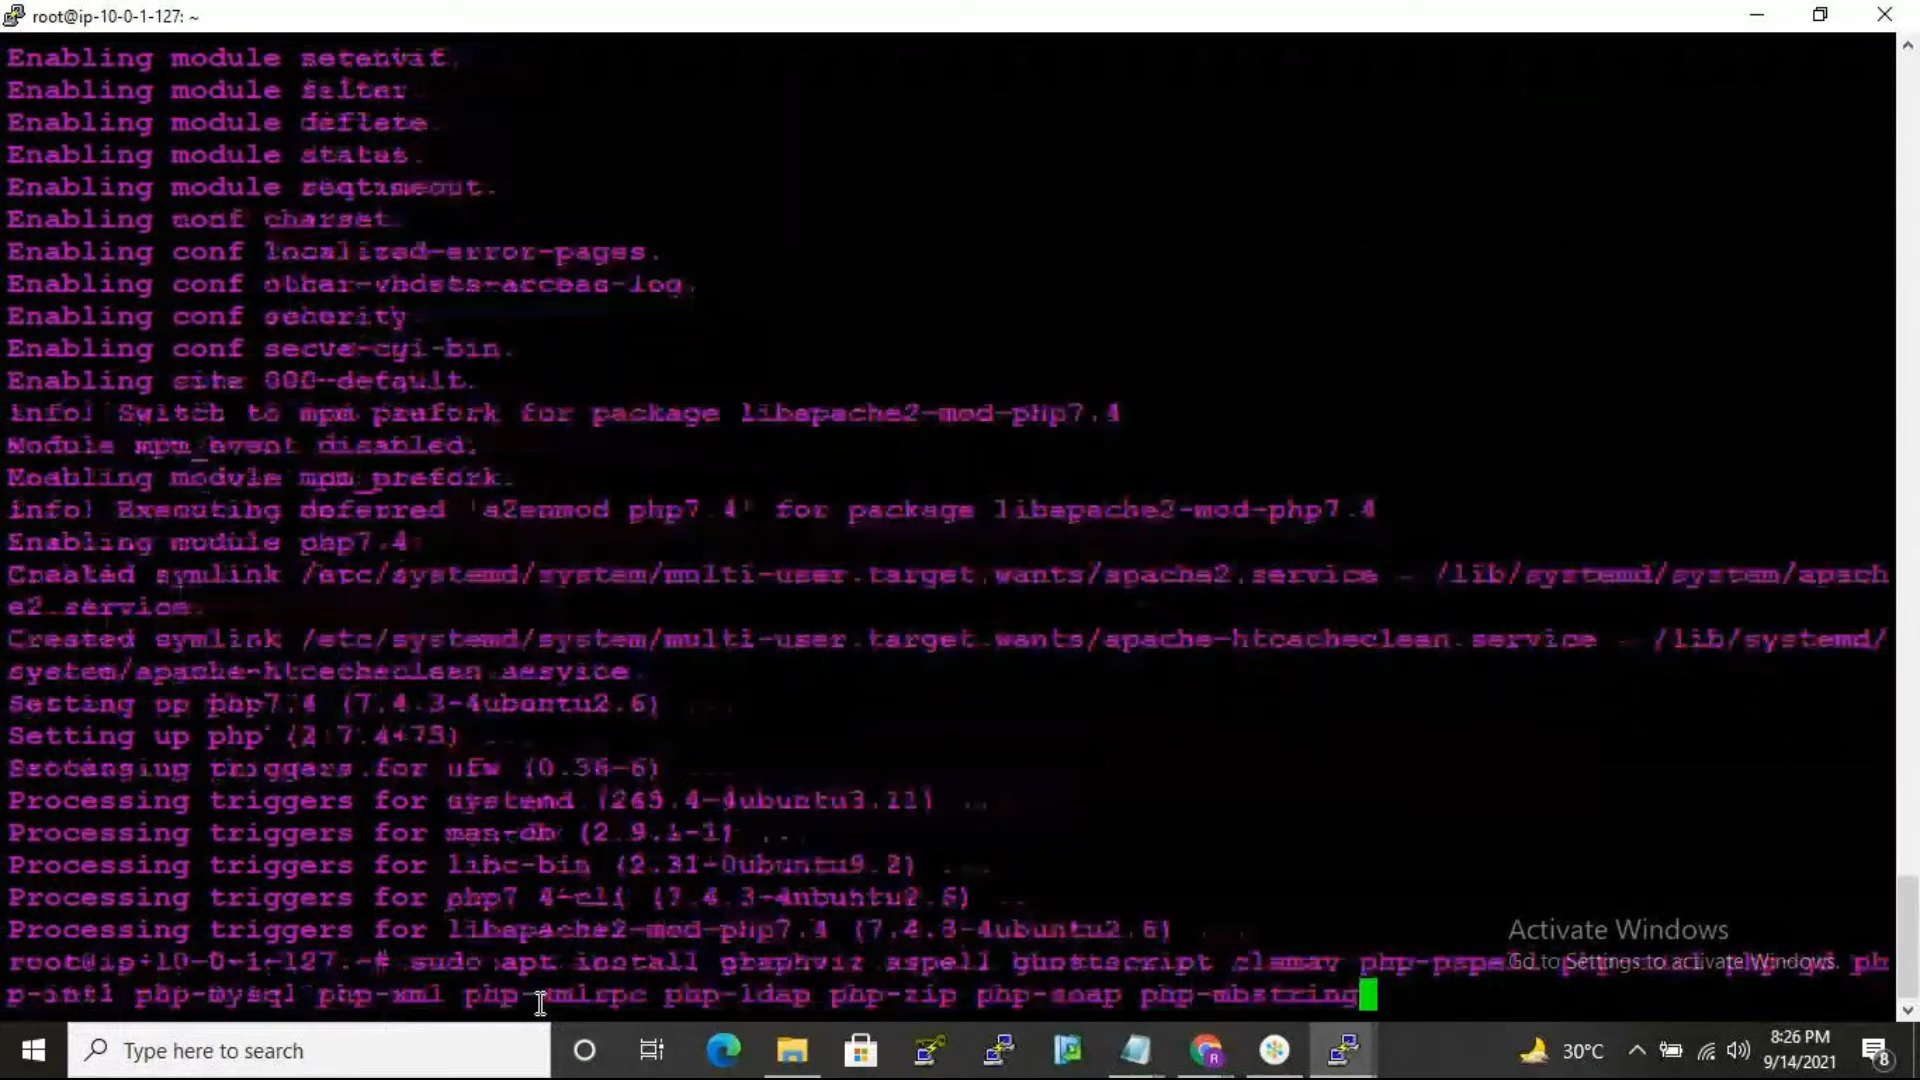 root@ip-10-0-1-127: ~
Enabling module setenvif.
Enabling module filter
Enabling module deflate.
Enabling module status.
Enabling module reqtimeout.
Enabling conf charset.
Enabling conf localized-error-pages.
Enabling conf other-vhosts-access-log.
Enabling conf security
Enabling conf serve-cgi-bin.
Enabling site 000-default.
info: Switch to mpm prefork for package libapache2-mod-php7.4
Module mpm_event disabled.
Enabling module mpm_prefork.
info: Executing deferred 'a2enmod php7.4' for package libapache2-mod-php7.4
Enabling module php7.4
Created symlink /etc/systemd/system/multi-user.target.wants/apache2.service → /lib/systemd/system/apach
e2.service.
Created symlink /etc/systemd/system/multi-user.target.wants/apache-htcacheclean.service → /lib/systemd/
system/apache-htcacheclean.service.
Setting up php7.4 (7.4.3-4ubuntu2.6)
Setting up php (2:7.4+75)
Processing triggers for ufw (0.36-6)
Processing triggers for systemd (245.4-4ubuntu3.11) ...
Processing triggers for man-db (2.9.1-1) ...
Processing triggers for libc-bin (2.31-0ubuntu9.2) ...
Processing triggers for php7.4-cli (7.4.3-4ubuntu2.6) ...
Processing triggers for libapache2-mod-php7.4 (7.4.3-4ubuntu2.6) ...
root@ip-10-0-1-127:~# sudo apt install graphviz aspell ghostscript clamav ph
p-intl php-mysql php-xml php-xmlrpc php-ldap php-zip php-soap php-mbstring
Activate Windows
Go to Settings to activate Windows.
Type here to search
30°C
8:26 PM
9/14/2021
8